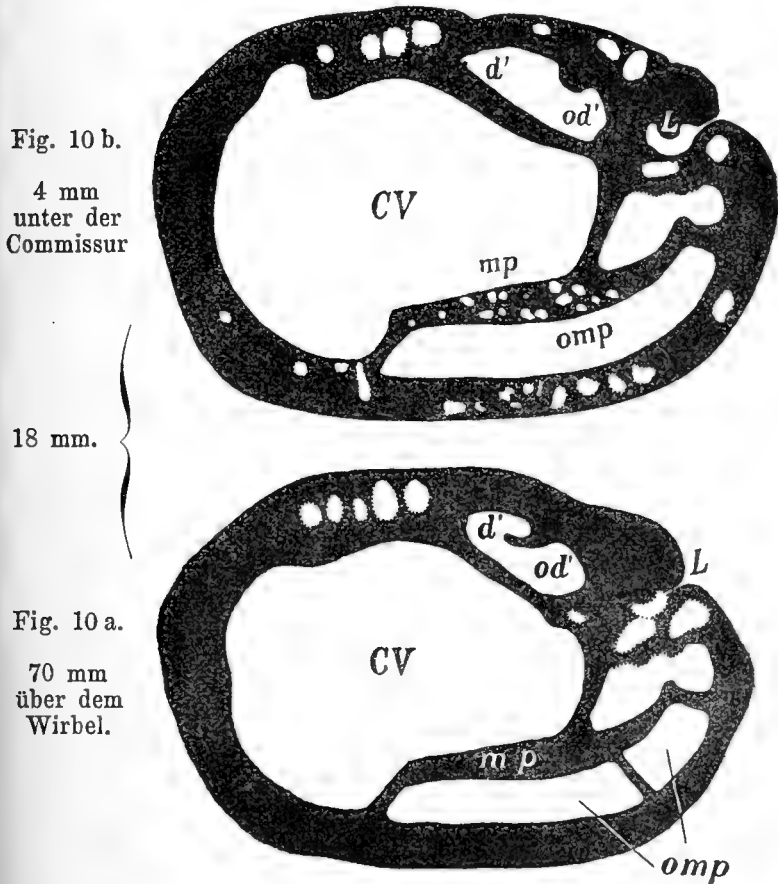 Fig. 10 b.
4 mm
unter der
Commissur
d'
od'
L
CV
mp
omp
18 mm.
Fig. 10 a.
70 mm
über dem
Wirbel.
d'
od'
L
CV
m p
omp